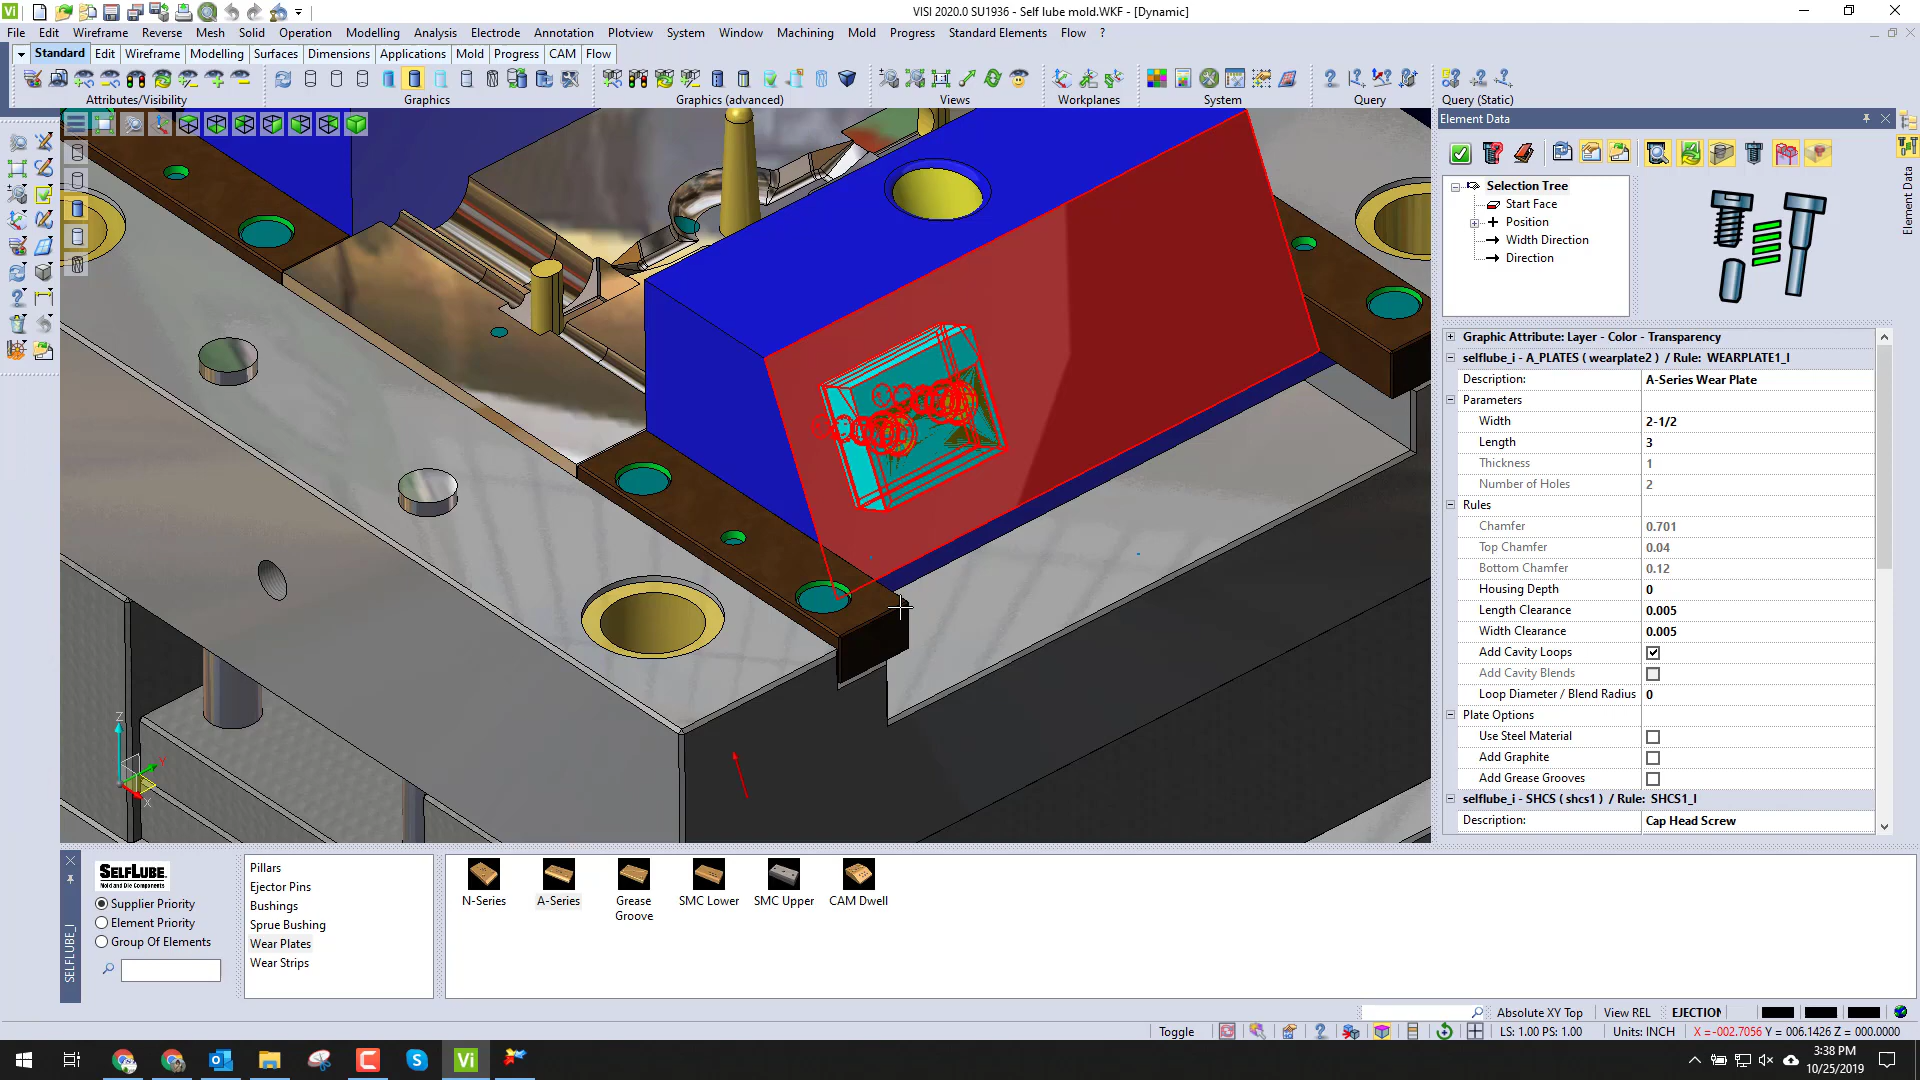 VISI 2020.0 SU1936 - Self lube mold.WKF - [Dynamic]
File Edit Wireframe Reverse Mesh Solid Operation Modelling Analysis Electrode Annotation Plotview System Window Machining Mold Progress Standard Elements Flow ?
Standard Edit Wireframe Modelling Surfaces Dimensions Applications Mold Progress CAM Flow
Attributes/Visibility Graphics Graphics (advanced) Views Workplanes System Query Query (Static)
Element Data
Selection Tree
Start Face
Position
Width Direction
Direction
Element Data
Graphic Attribute: Layer - Color - Transparency
selflube_i - A_PLATES ( wearplate2 ) / Rule: WEARPLATE1_I
Description: A-Series Wear Plate
Parameters
Width 2-1/2
Length 3
Thickness 1
Number of Holes 2
Rules
Chamfer 0.701
Top Chamfer 0.04
Bottom Chamfer 0.12
Housing Depth 0
Length Clearance 0.005
Width Clearance 0.005
Add Cavity Loops
Add Cavity Blends
Loop Diameter / Blend Radius 0
Plate Options
Use Steel Material
Add Graphite
Add Grease Grooves
selflube_i - SHCS ( shcs1 ) / Rule: SHCS1_I
Description: Cap Head Screw
Z
Y
X
SELFLUBE_I
SELFLUBE
Mold and Die Components
Supplier Priority
Element Priority
Group Of Elements
Pillars
Ejector Pins
Bushings
Sprue Bushing
Wear Plates
Wear Strips
N-Series A-Series Grease Groove SMC Lower SMC Upper CAM Dwell
Absolute XY Top View REL EJECTION
Toggle LS: 1.00 PS: 1.00 Units: INCH X =-002.7056 Y = 006.1426 Z = 000.0000
3:38 PM
10/25/2019